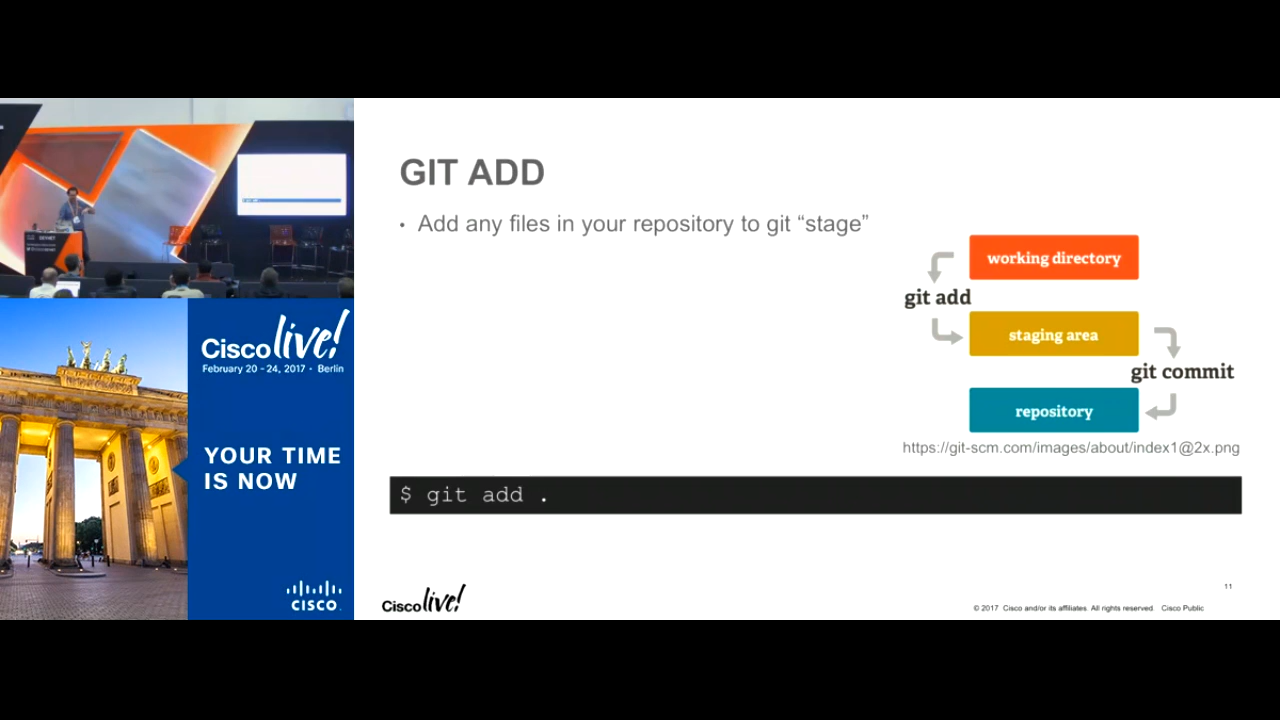 GIT ADD
• Add any files in your repository to git “stage”
working directory
git add
staging area
git commit
repository
https://git-scm.com/images/about/index1@2x.png
$ git add .
Cisco live!
11
© 2017 Cisco and/or its affiliates. All rights reserved. Cisco Public
Cisco live!
February 20 - 24, 2017 • Berlin
YOUR TIME
IS NOW
CISCO